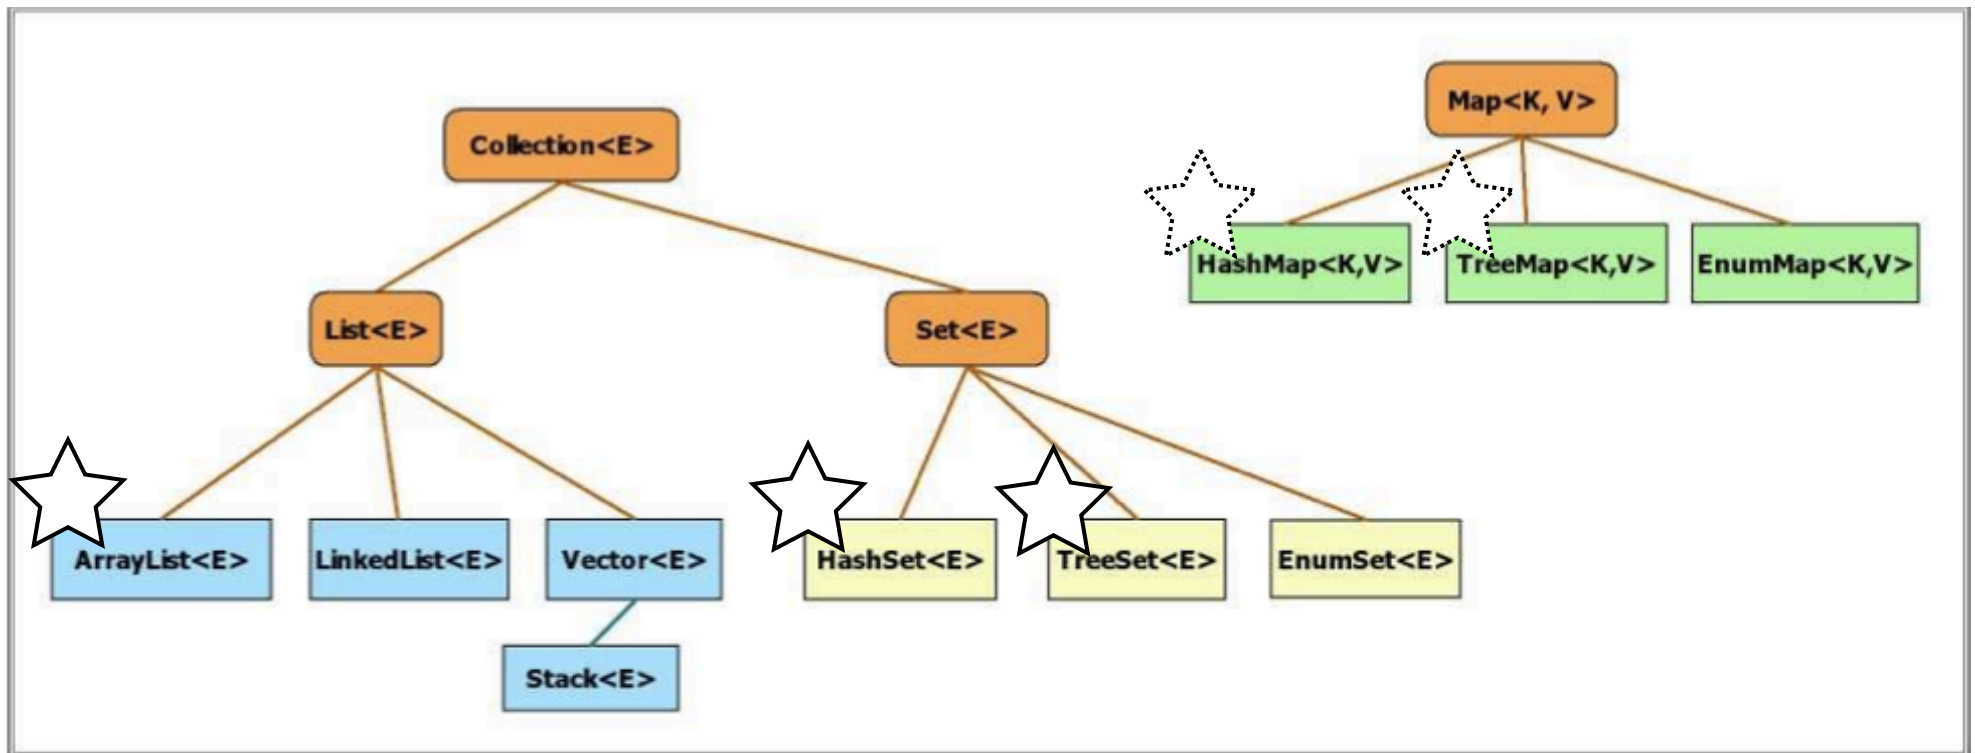 Map<K, V>
Collection<E>
HashMap<K,V>
TreeMap<K,V>
EnumMap<K,V>
List<E>
Set<E>
ArrayList<E>
LinkedList<E>
Vector<E>
HashSet<E>
TreeSet<E>
EnumSet<E>
Stack<E>